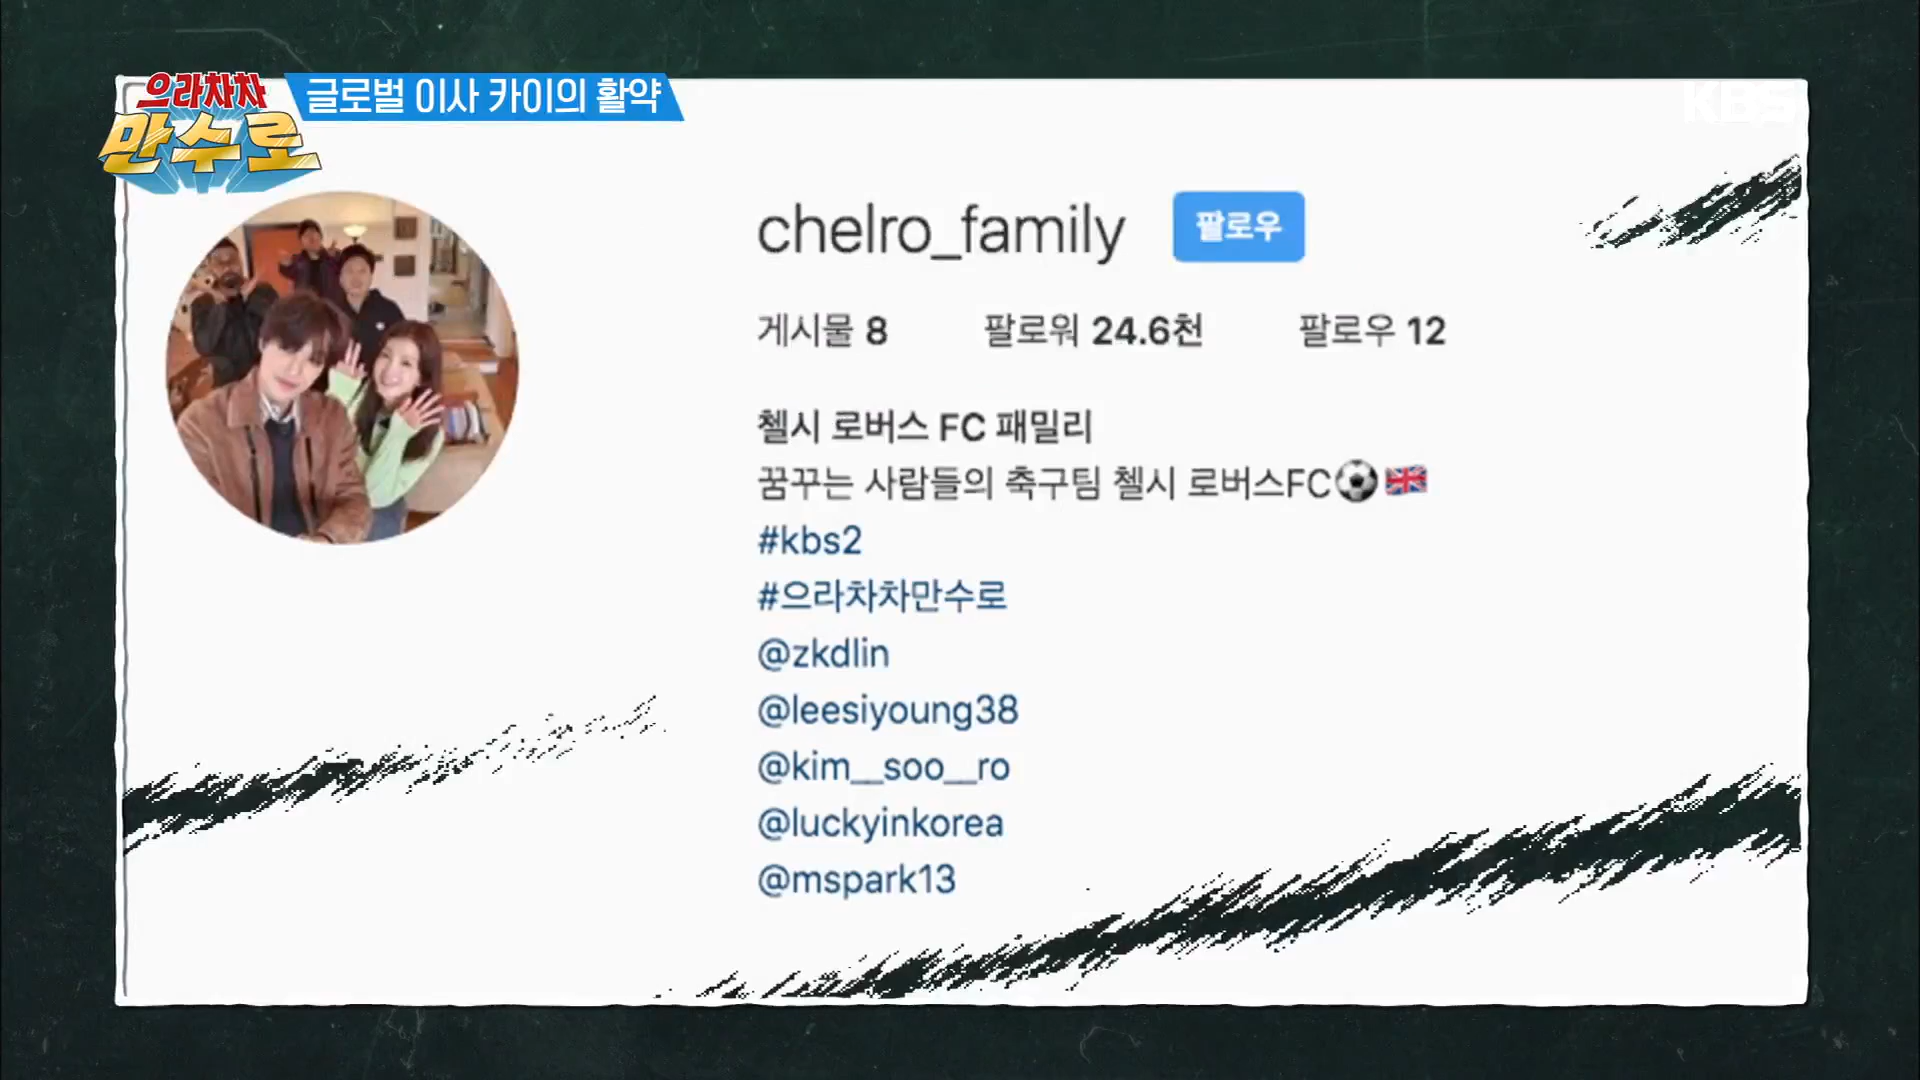 으라차차
만수로
글로벌 이사 카이의 활약
KBS
chelro_family 팔로우
게시물 8 팔로워 24.6천 팔로우 12
첼시 로버스 FC 패밀리
꿈꾸는 사람들의 축구팀 첼시 로버스FC⚽🇬🇧
#kbs2
#으라차차만수로
@zkdlin
@leesiyoung38
@kim__soo__ro
@luckyinkorea
@mspark13